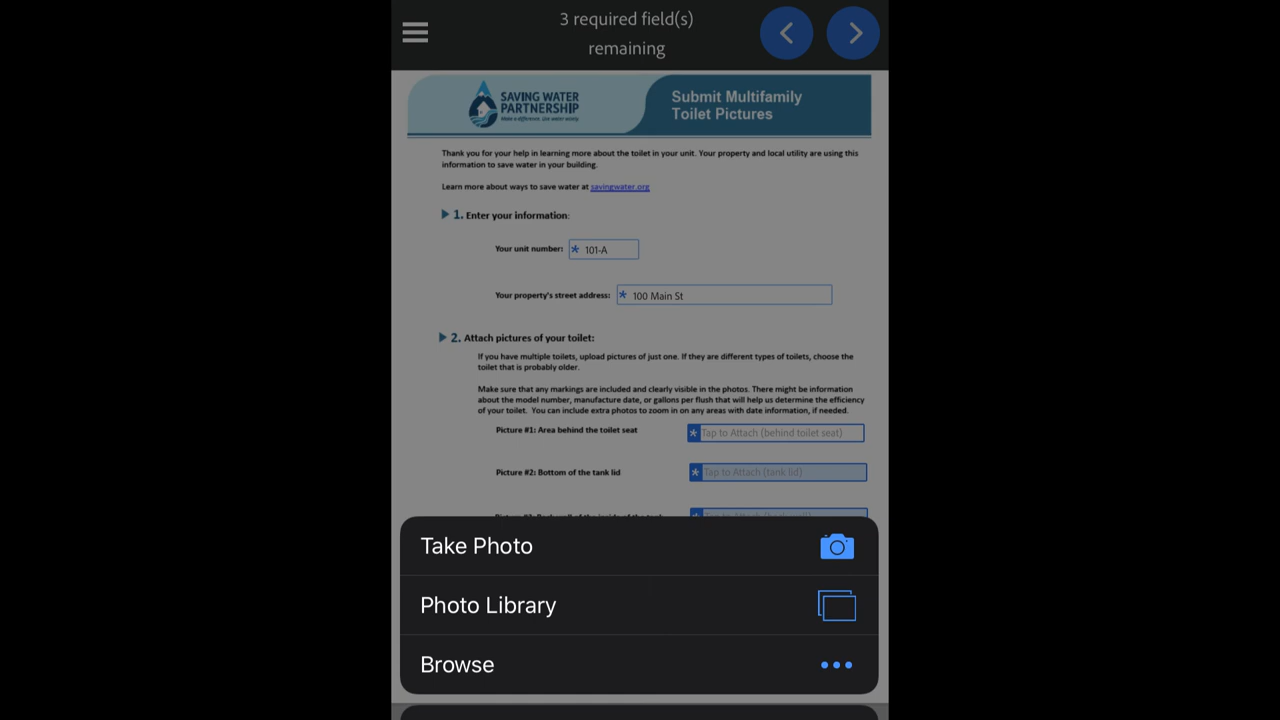 3 required field(s)
remaining
SAVING WATER
PARTNERSHIP
Make a difference. Use water wisely.
Submit Multifamily
Toilet Pictures
Thank you for your help in learning more about the toilet in your unit. Your property and local utility are using this
information to save water in your building.
Learn more about ways to save water at savingwater.org
1. Enter your information:
Your unit number: * 101-A
Your property's street address: * 100 Main St
2. Attach pictures of your toilet:
If you have multiple toilets, upload pictures of just one. If they are different types of toilets, choose the
toilet that is probably older.
Make sure that any markings are included and clearly visible in the photos. There might be information
about the model number, manufacture date, or gallons per flush that will help us determine the efficiency
of your toilet. You can include extra photos to zoom in on any areas with date information, if needed.
Picture #1: Area behind the toilet seat * Tap to Attach (behind toilet seat)
Picture #2: Bottom of the tank lid * Tap to Attach (tank lid)
Take Photo
Photo Library
Browse